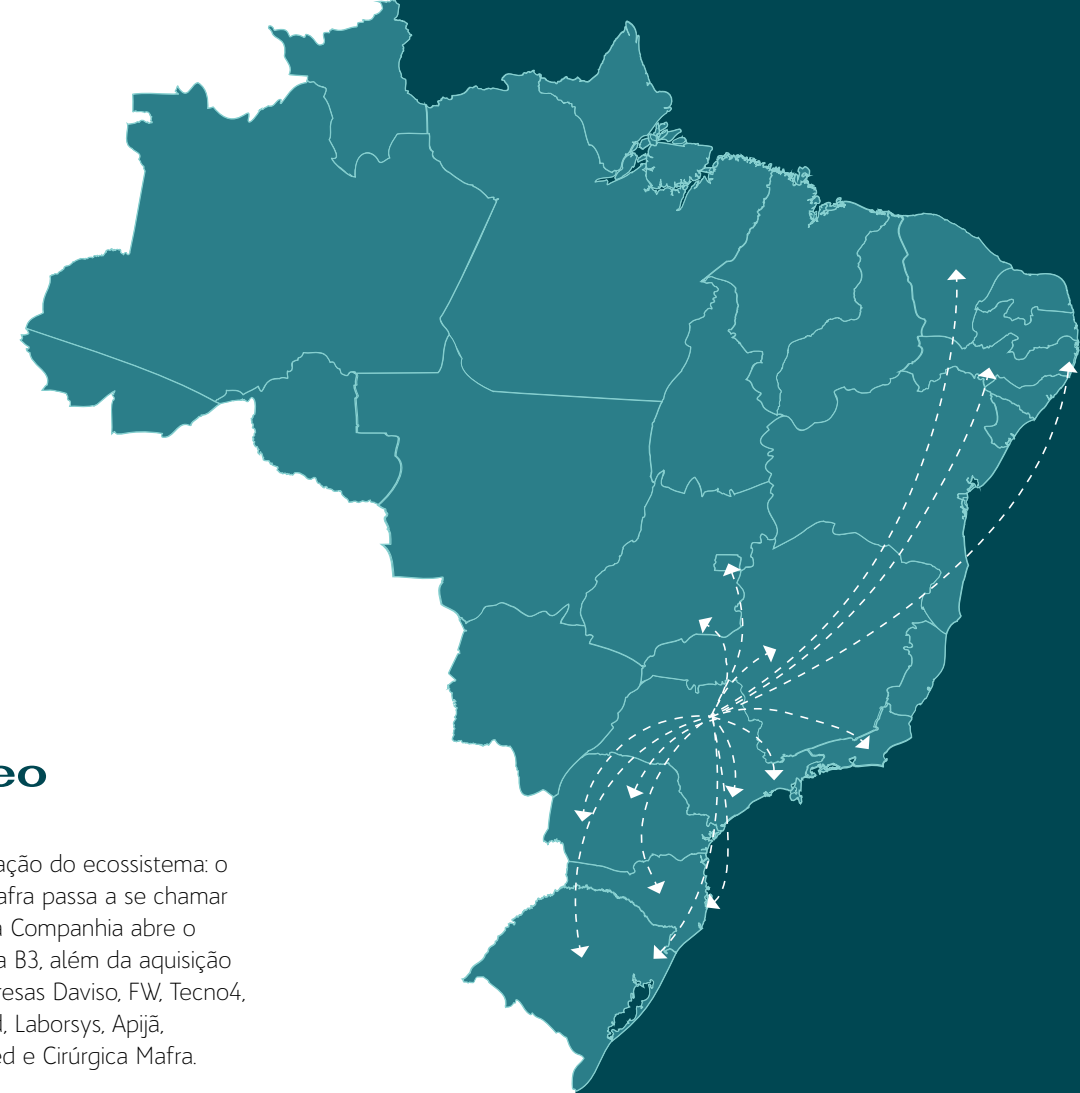 eo
ação do ecossistema: o
afra passa a se chamar
a Companhia abre o
a B3, além da aquisição
resas Daviso, FW, Tecno4,
d, Laborsys, Apijã,
ed e Cirúrgica Mafra.